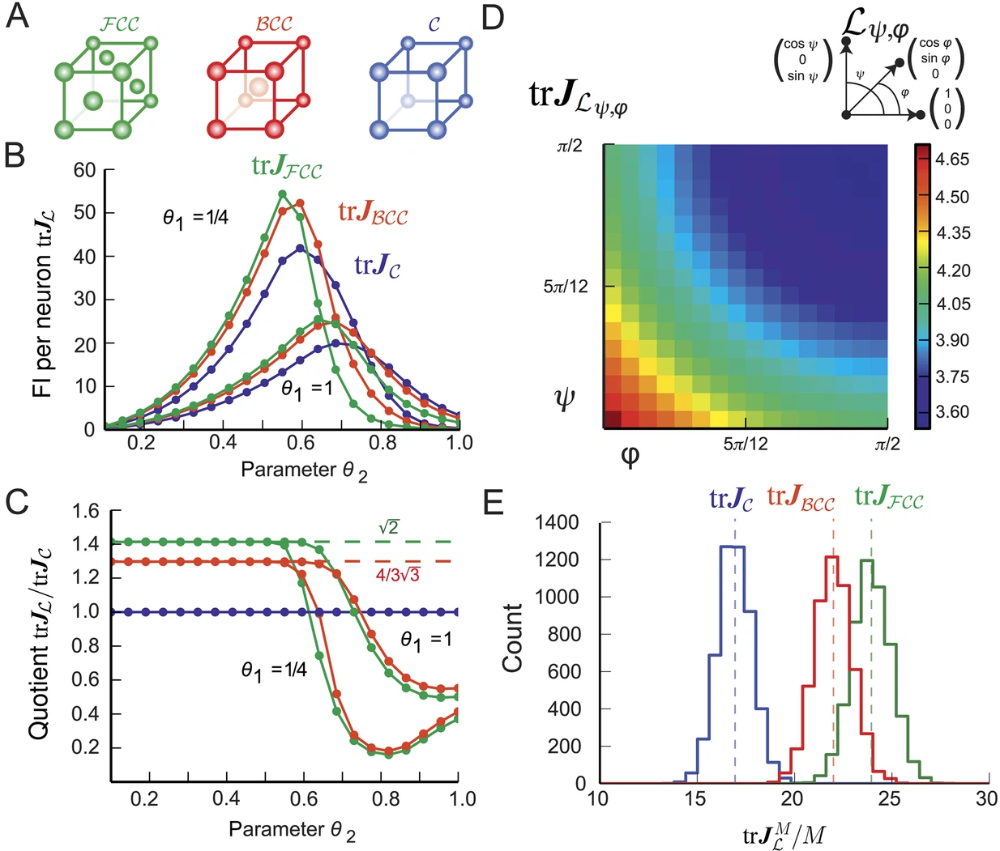 A
FCC
BCC
C
B
FI per neuron trJ_L
60
50
40
30
20
10
0
θ1 = 1/4
trJ_FCC
trJ_BCC
trJ_C
θ1 = 1
0.2 0.4 0.6 0.8 1.0
Parameter θ2
C
Quotient trJ_L/trJ_C
1.6
1.4
1.2
1.0
0.8
0.6
0.4
0.2
√2
4/3√3
θ1 = 1
θ1 = 1/4
0.2 0.4 0.6 0.8 1.0
Parameter θ2
D
trJ_Lψ,φ
Lψ,φ
(cos ψ
0
sin ψ)
(cos φ
sin φ
0)
ψ
φ
(1
0
0)
π/2
5π/12
ψ
φ
5π/12
π/2
4.65
4.50
4.35
4.20
4.05
3.90
3.75
3.60
E
trJ_C trJ_BCC trJ_FCC
Count
1400
1200
1000
800
600
400
200
0
10 15 20 25 30
trJ_L^M/M